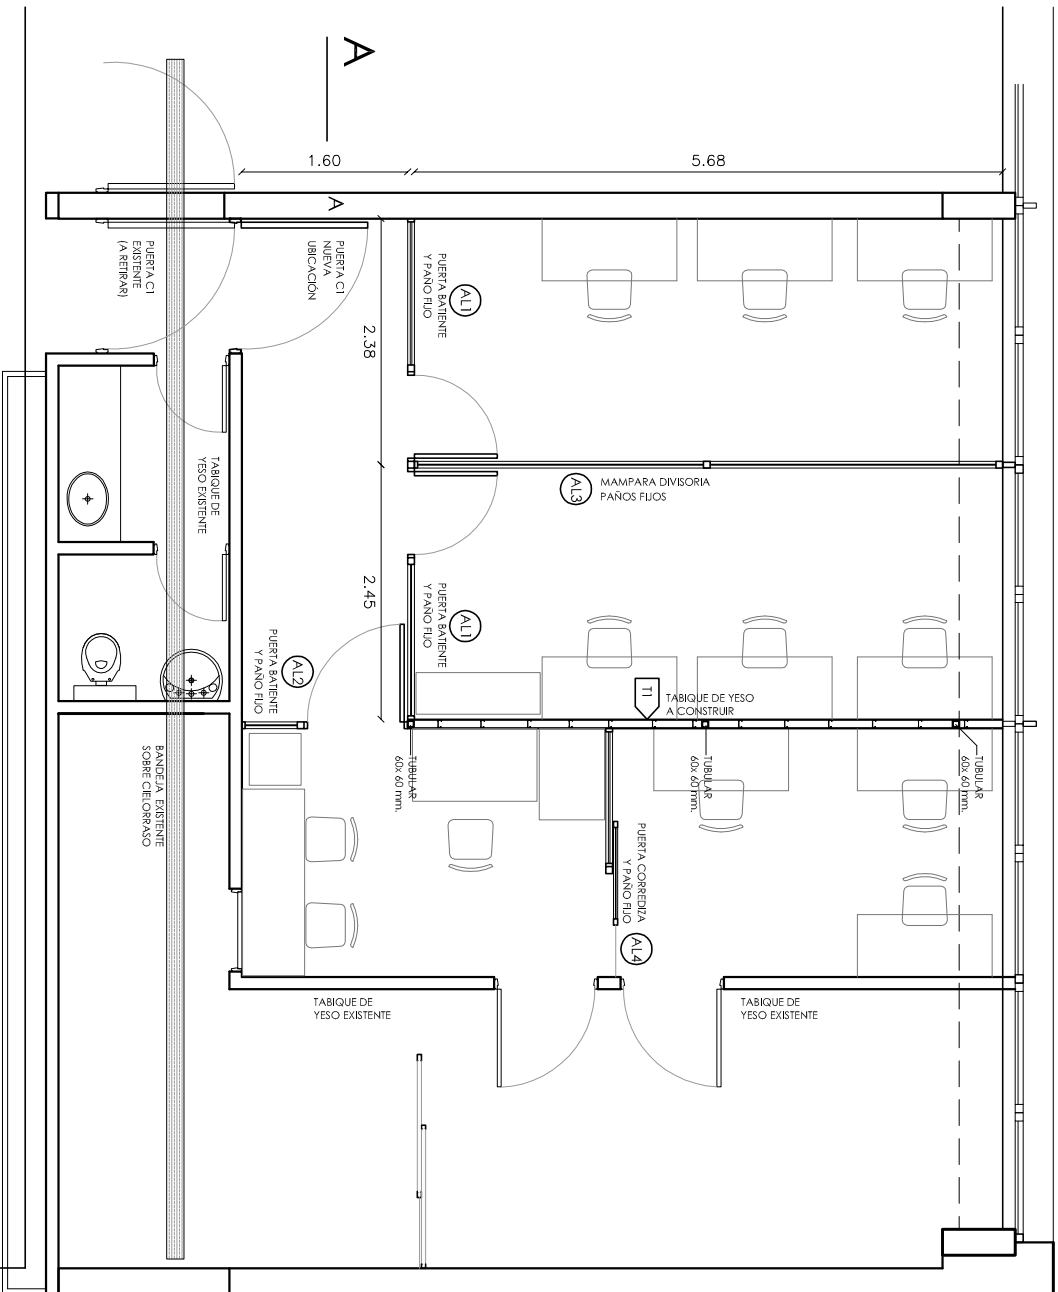 A
1.60
5.68
A
PUERTA C1
EXISTENTE
(A RETIRAR)
PUERTA C1
NUEVA
UBICACIÓN
AL1
PUERTA BATIENTE
Y PAÑO FIJO
2.38
TABIQUE DE
YESO EXISTENTE
AL3
MAMPARA DIVISORIA
PAÑOS FIJOS
2.45
AL1
PUERTA BATIENTE
Y PAÑO FIJO
AL2
PUERTA BATIENTE
Y PAÑO FIJO
T1
TABIQUE DE YESO
A CONSTRUIR
BANDEJA EXISTENTE
SOBRE CIELORRASO
TUBULAR
60x 60 mm.
TUBULAR
60x 60 mm.
TUBULAR
60x 60 mm.
PUERTA CORREDIZA
Y PAÑO FIJO
AL4
TABIQUE DE
YESO EXISTENTE
TABIQUE DE
YESO EXISTENTE